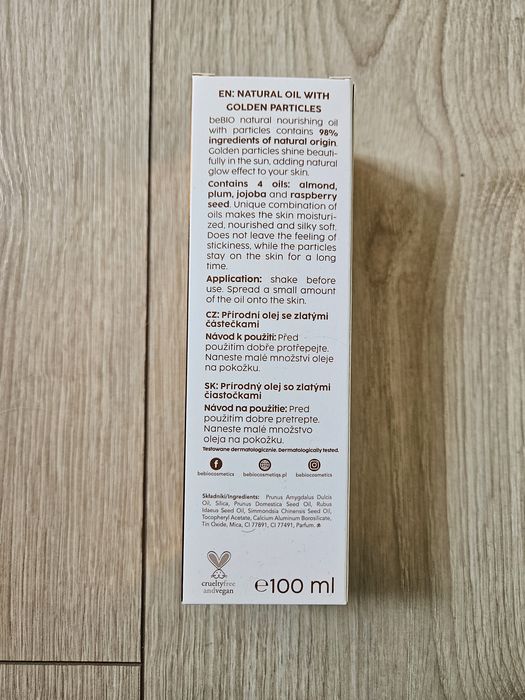 EN: NATURAL OIL WITH
GOLDEN PARTICLES
beBIO natural nourishing oil
with particles contains 98%
ingredients of natural origin.
Golden particles shine beauti-
fully in the sun, adding natural
glow effect to your skin.
Contains 4 oils: almond,
plum, jojoba and raspberry
seed. Unique combination of
oils makes the skin moisturi-
zed, nourished and silky soft.
Does not leave the feeling of
stickiness, while the particles
stay on the skin for a long
time.
Application: shake before
use. Spread a small amount
of the oil onto the skin.
CZ: Přírodní olej se zlatými
částečkami
Návod k použití: Před
použitím dobře protřepejte.
Naneste malé množství oleje
na pokožku.
SK: Prírodný olej so zlatými
čiastočkami
Návod na použitie: Pred
použitím dobre pretrepte.
Naneste malé množstvo
oleja na pokožku.
Testowane dermatologicznie. Dermatologically tested.
bebiocosmetics bebiocosmetiqs.pl bebiocosmetics
Składniki/Ingredients: Prunus Amygdalus Dulcis
Oil, Silica, Prunus Domestica Seed Oil, Rubus
Idaeus Seed Oil, Simmondsia Chinensis Seed Oil,
Tocopheryl Acetate, Calcium Aluminum Borosilicate,
Tin Oxide, Mica, CI 77891, CI 77491, Parfum.
crueltyfree
andvegan
℮100 ml